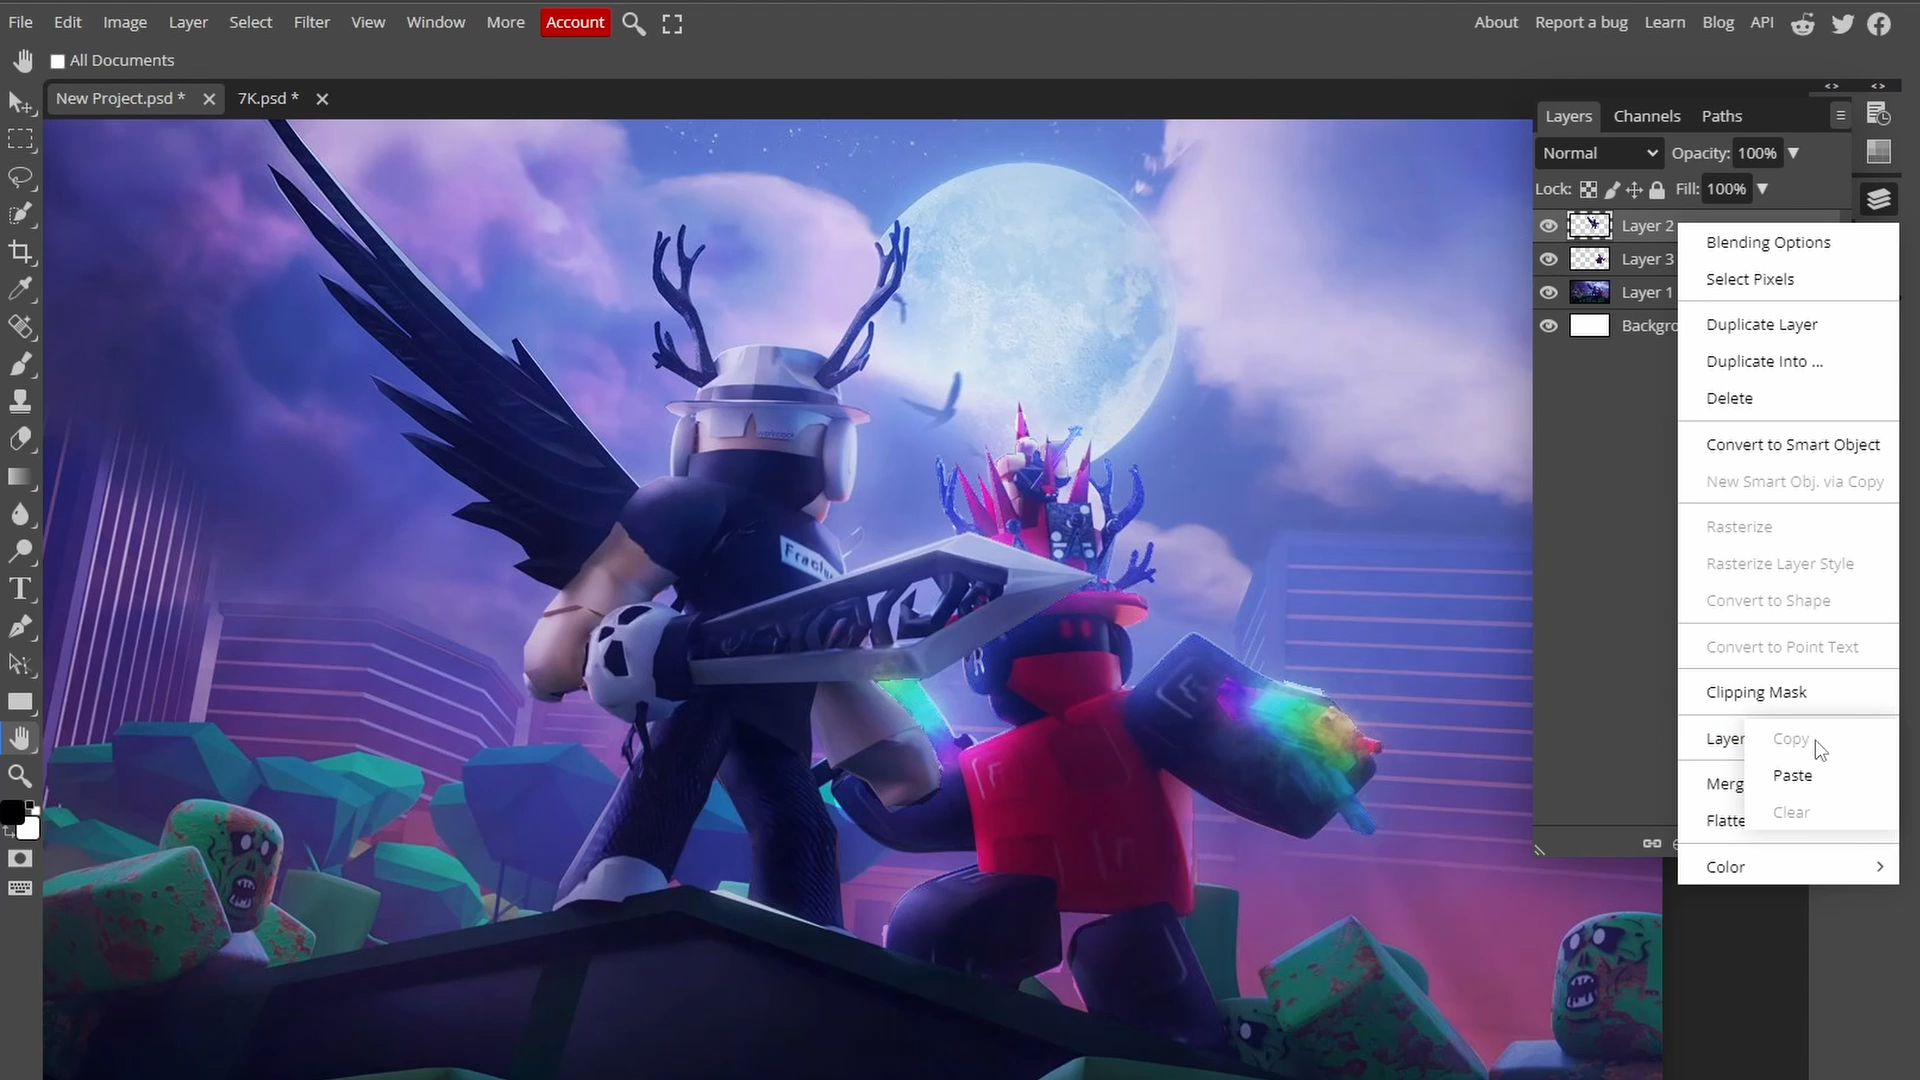 File Edit Image Layer Select Filter View Window More Account About Report a bug Learn Blog API
All Documents
New Project.psd * 7K.psd *
Layers Channels Paths
Normal Opacity: 100%
Lock: Fill: 100%
Layer 2
Layer 3
Layer 1
Backgro
Blending Options
Select Pixels
Duplicate Layer
Duplicate Into ...
Delete
Convert to Smart Object
New Smart Obj. via Copy
Rasterize
Rasterize Layer Style
Convert to Shape
Convert to Point Text
Clipping Mask
Layer
Merg
Flatte
Color
Copy
Paste
Clear